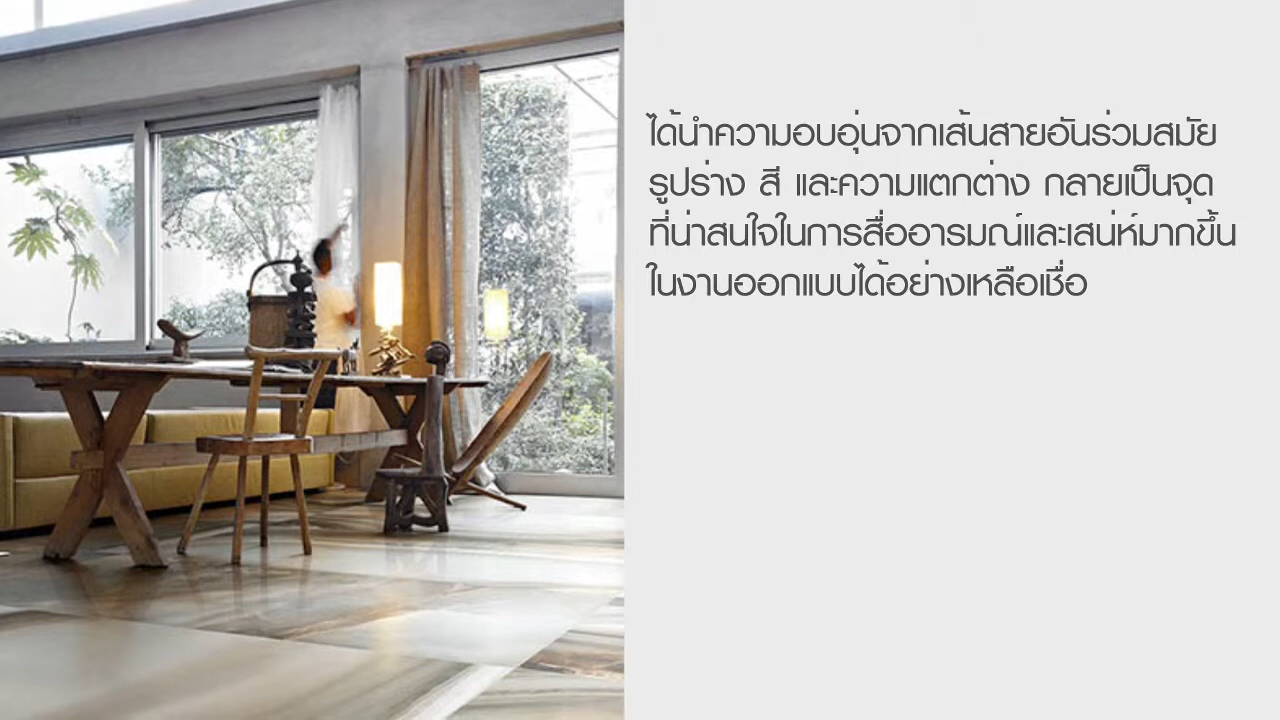 ได้นำความอบอุ่นจากเส้นสายอันร่วมสมัย
รูปร่าง สี และความแตกต่าง กลายเป็นจุด
ที่น่าสนใจในการสื่ออารมณ์และเสน่ห์มากขึ้น
ในงานออกแบบได้อย่างเหลือเชื่อ